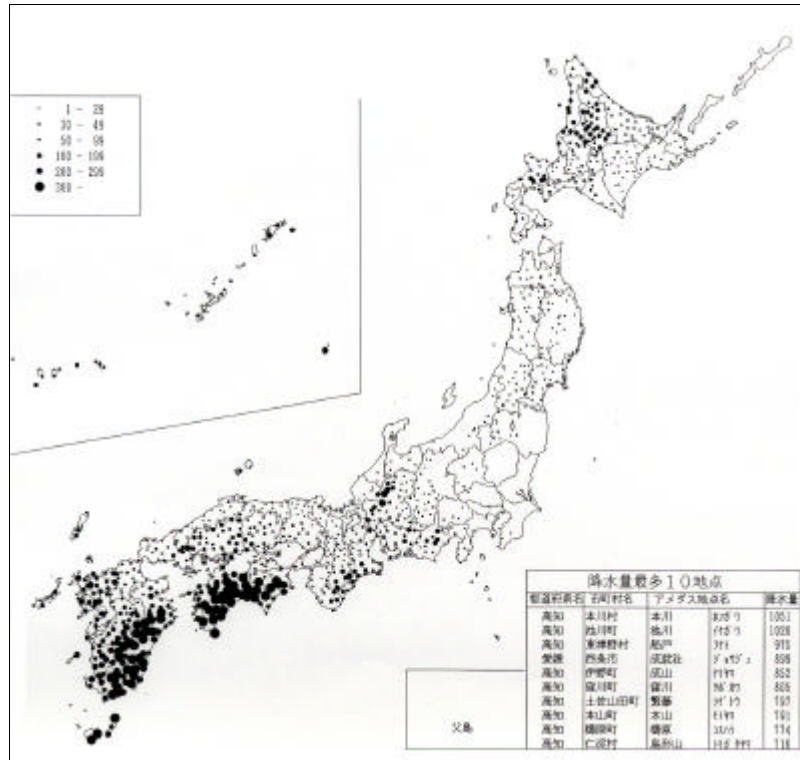 1 - 29
30 - 49
50 - 99
100 - 199
200 - 299
300 -
降水量最多10地点
都道府県名 市町村名 アメダス地点名 降水量
高知 本川村 本川 1051
高知 池川町 池川
高知 東津野村 船戸
愛媛 西条市 成就社
高知 伊野町 成山 852
高知 窪川町 窪川
高知 土佐山田町 繁藤
高知 本山町 本山
高知 檮原町 檮原 774
高知 仁淀村 鳥形山
父島